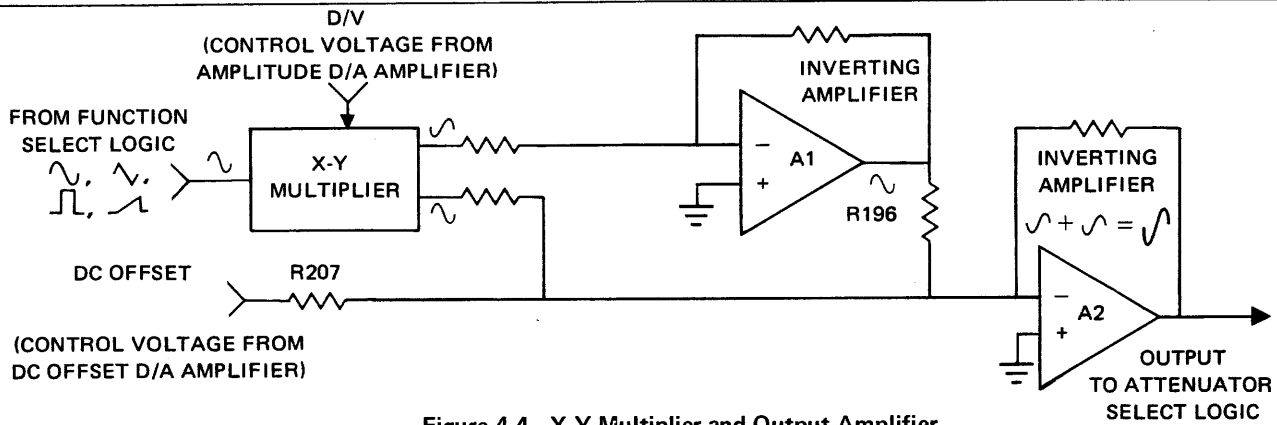 D/V
(CONTROL VOLTAGE FROM
AMPLITUDE D/A AMPLIFIER)
FROM FUNCTION
SELECT LOGIC
X-Y
MULTIPLIER
INVERTING
AMPLIFIER
−
A1
+
R196
INVERTING
AMPLIFIER
+ =
DC OFFSET
R207
(CONTROL VOLTAGE FROM
DC OFFSET D/A AMPLIFIER)
−
A2
+
OUTPUT
TO ATTENUATOR
SELECT LOGIC
Figure 4-4. X-Y Multiplier and Output Amplifier